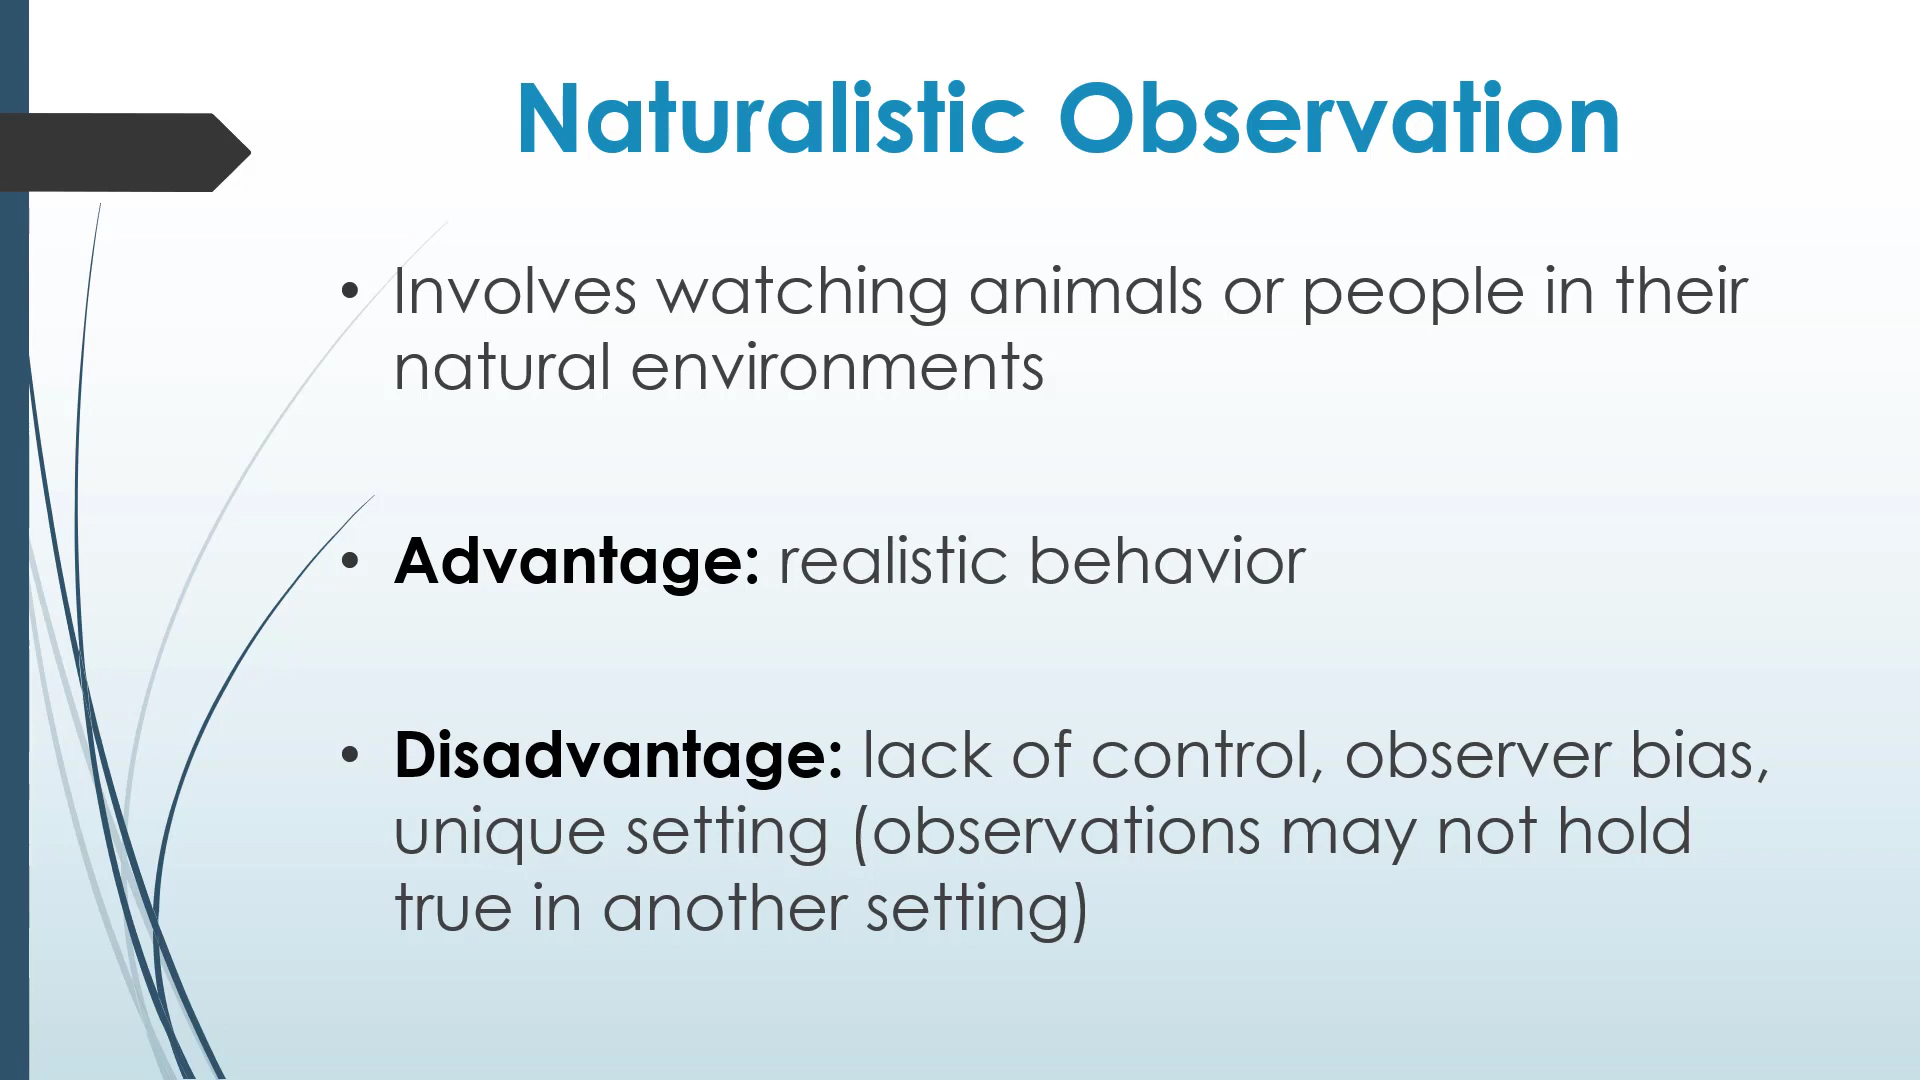 Naturalistic Observation
• Involves watching animals or people in their
natural environments
• Advantage: realistic behavior
• Disadvantage: lack of control, observer bias,
unique setting (observations may not hold
true in another setting)